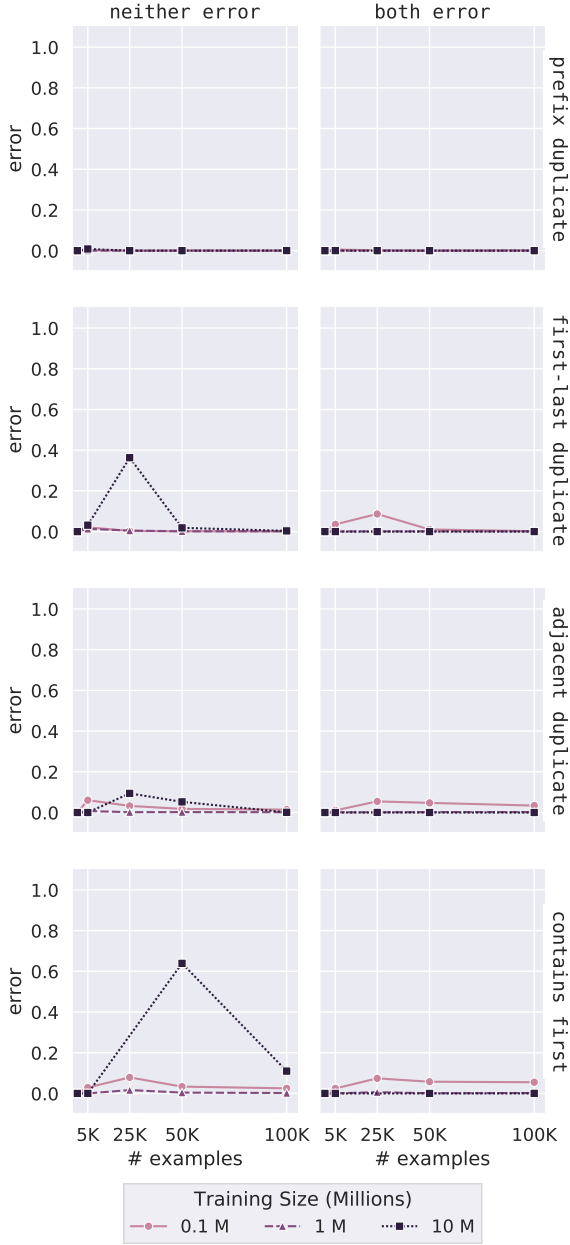 neither error
both error
1.0
0.8
0.6
0.4
0.2
0.0
error
prefix duplicate
1.0
0.8
0.6
0.4
0.2
0.0
error
first-last duplicate
1.0
0.8
0.6
0.4
0.2
0.0
error
adjacent duplicate
1.0
0.8
0.6
0.4
0.2
0.0
error
contains first
5K 25K 50K 100K
5K 25K 50K 100K
# examples
# examples
Training Size (Millions)
0.1 M 1 M 10 M